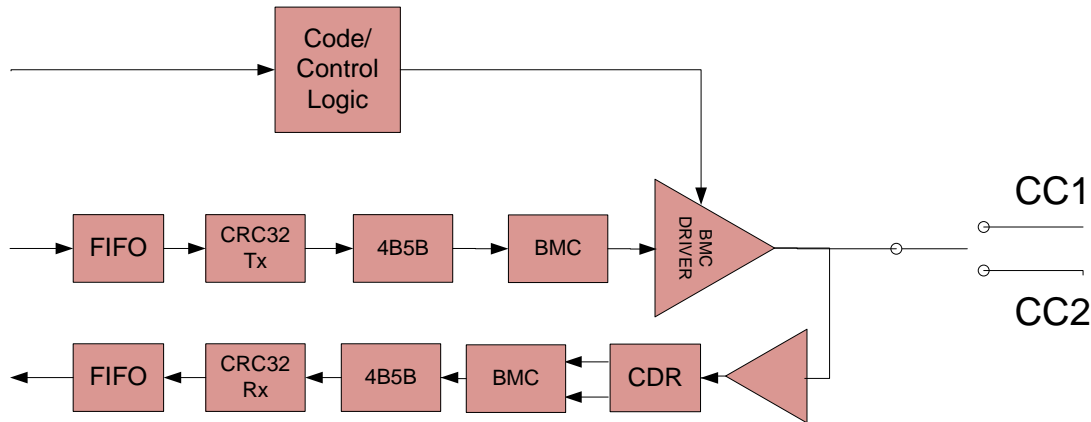 Code/
Control
Logic
CC1
FIFO
CRC32
Tx
4B5B
BMC
BMC
DRIVER
CC2
FIFO
CRC32
Rx
4B5B
BMC
CDR